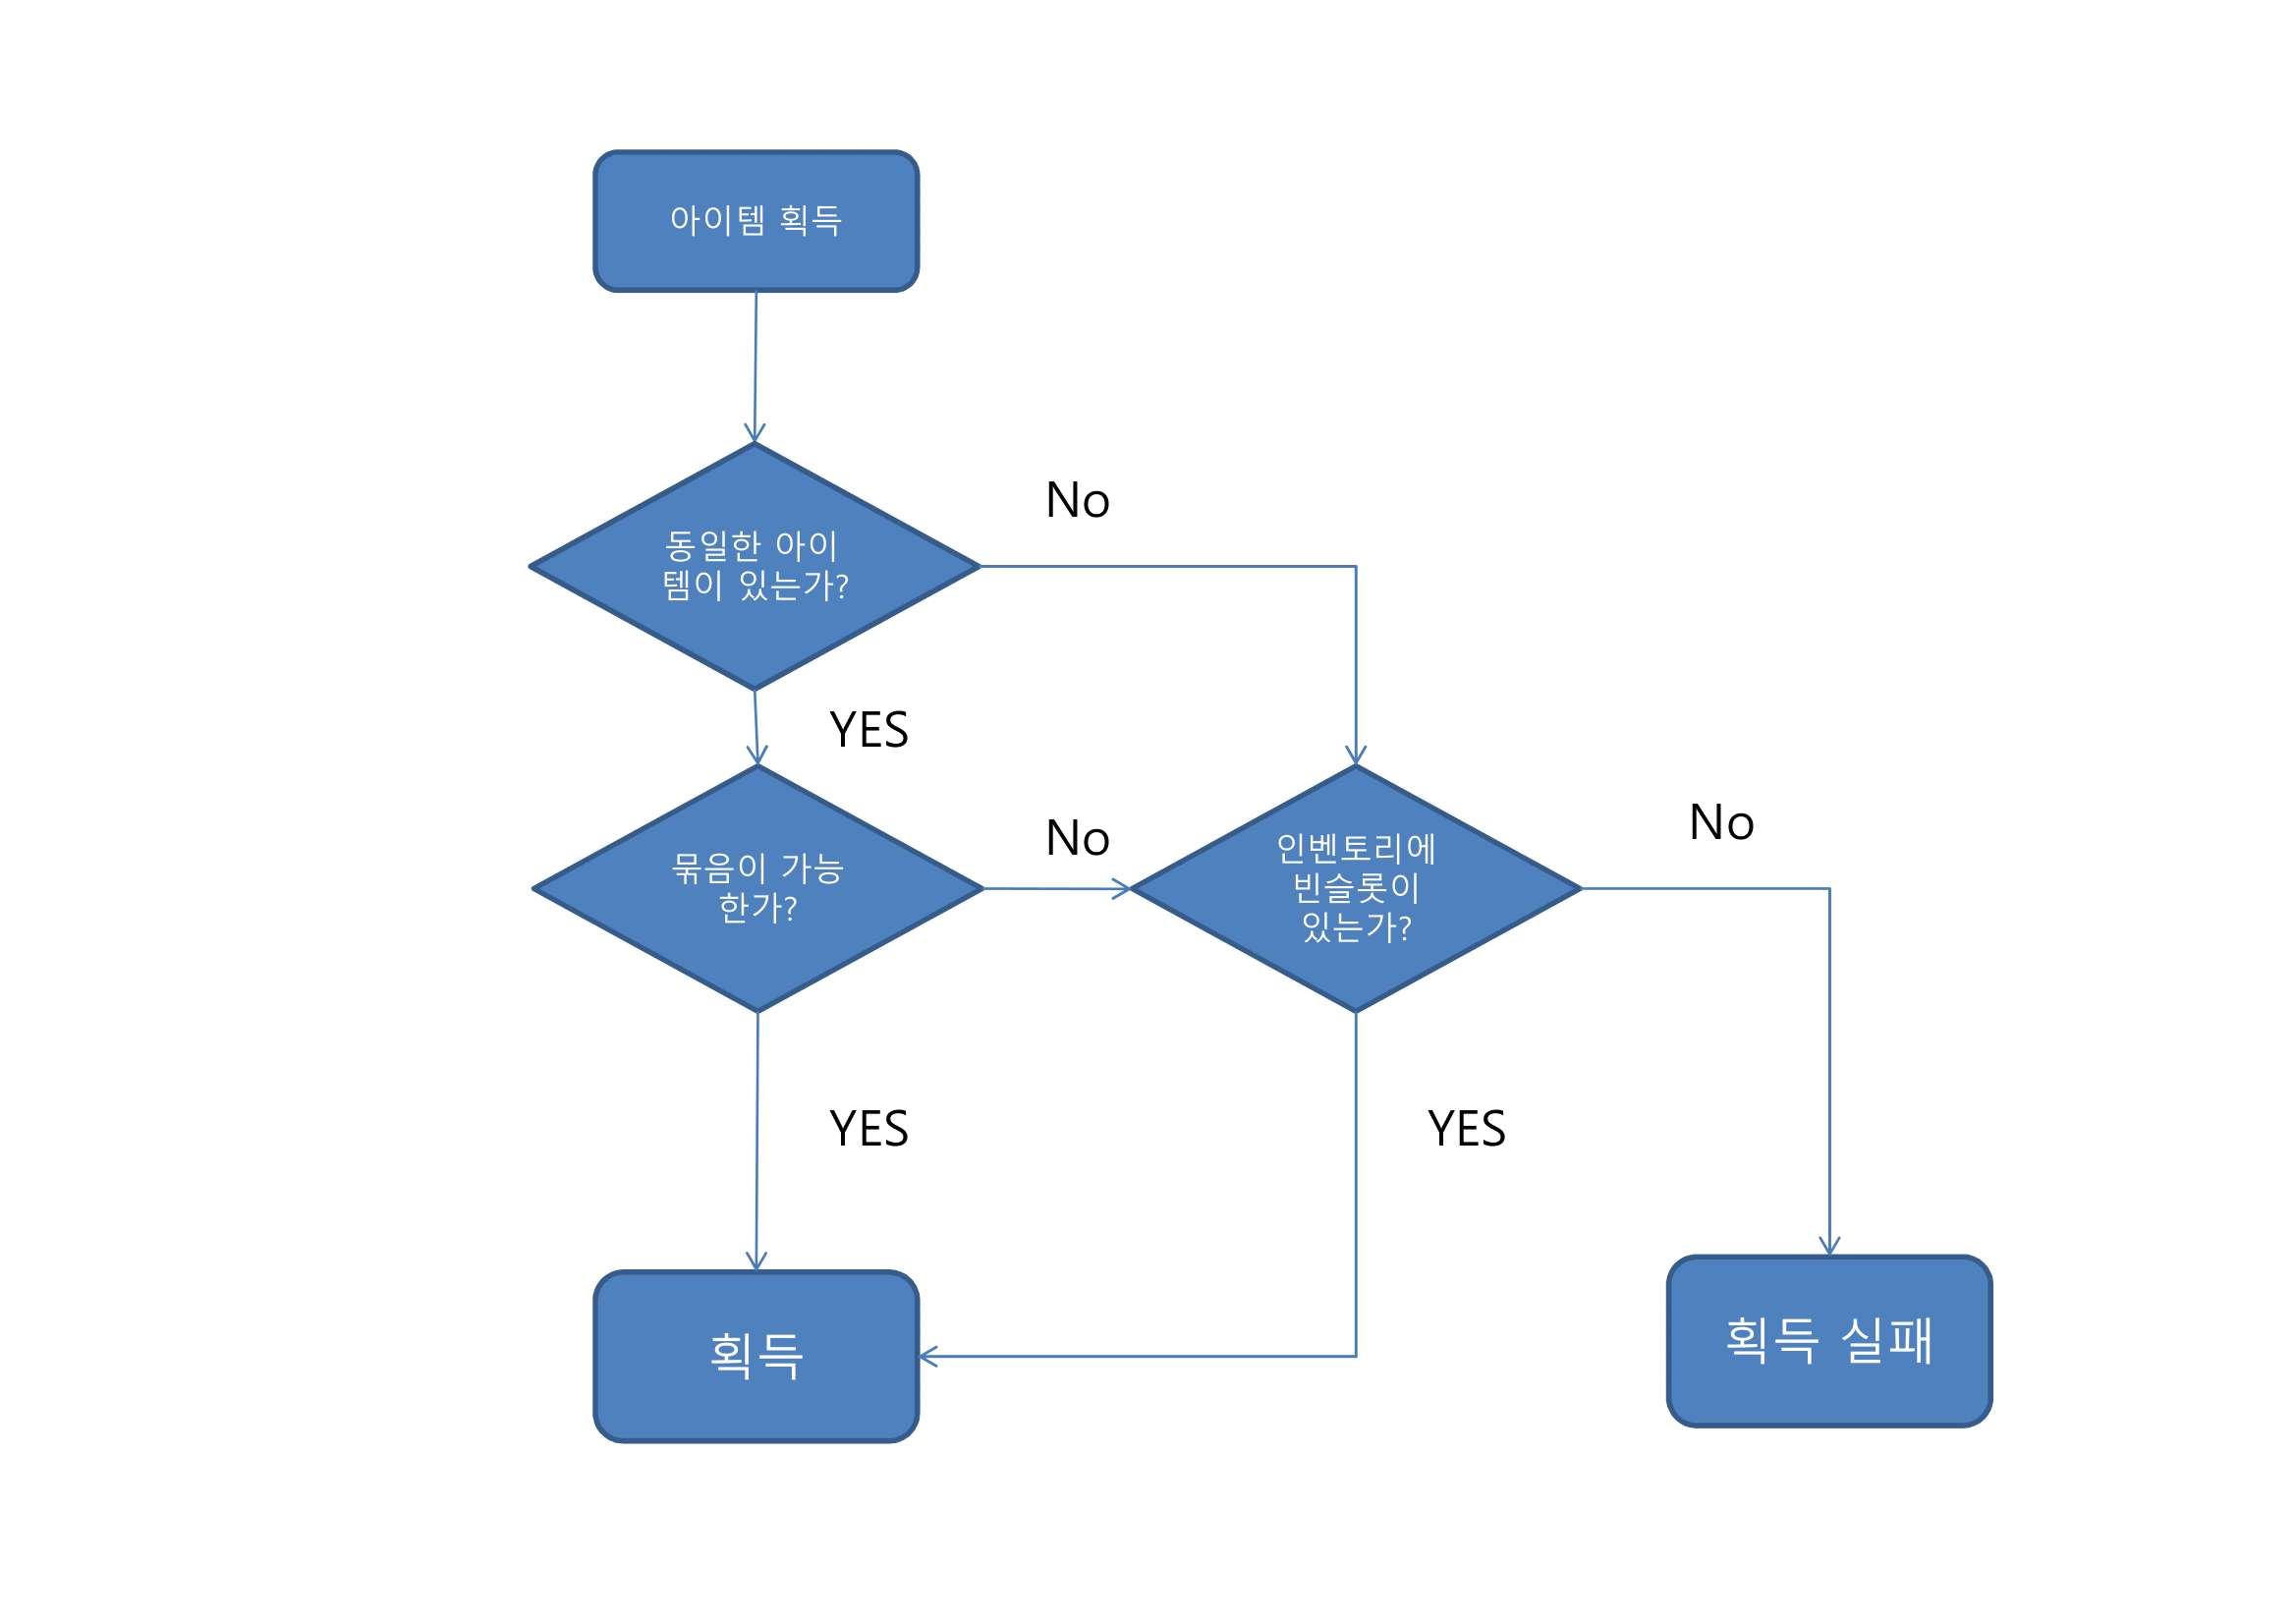 아이템 획득
No
동일한 아이
템이 있는가?
YES
No
No
묶음이 가능
한가?
인벤토리에
빈슬롯이
있는가?
YES
YES
획득
획득 실패